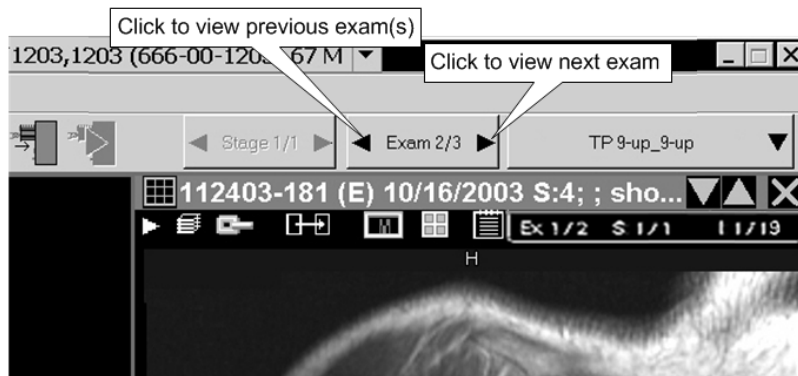 Click to view previous exam(s)
1203,1203 (666-00-1203) 67 M
Click to view next exam
Stage 1/1
Exam 2/3
TP 9-up_9-up
112403-181 (E) 10/16/2003 S:4; ; sho...
Ex 1/2 S 1/1 I 1/19
H